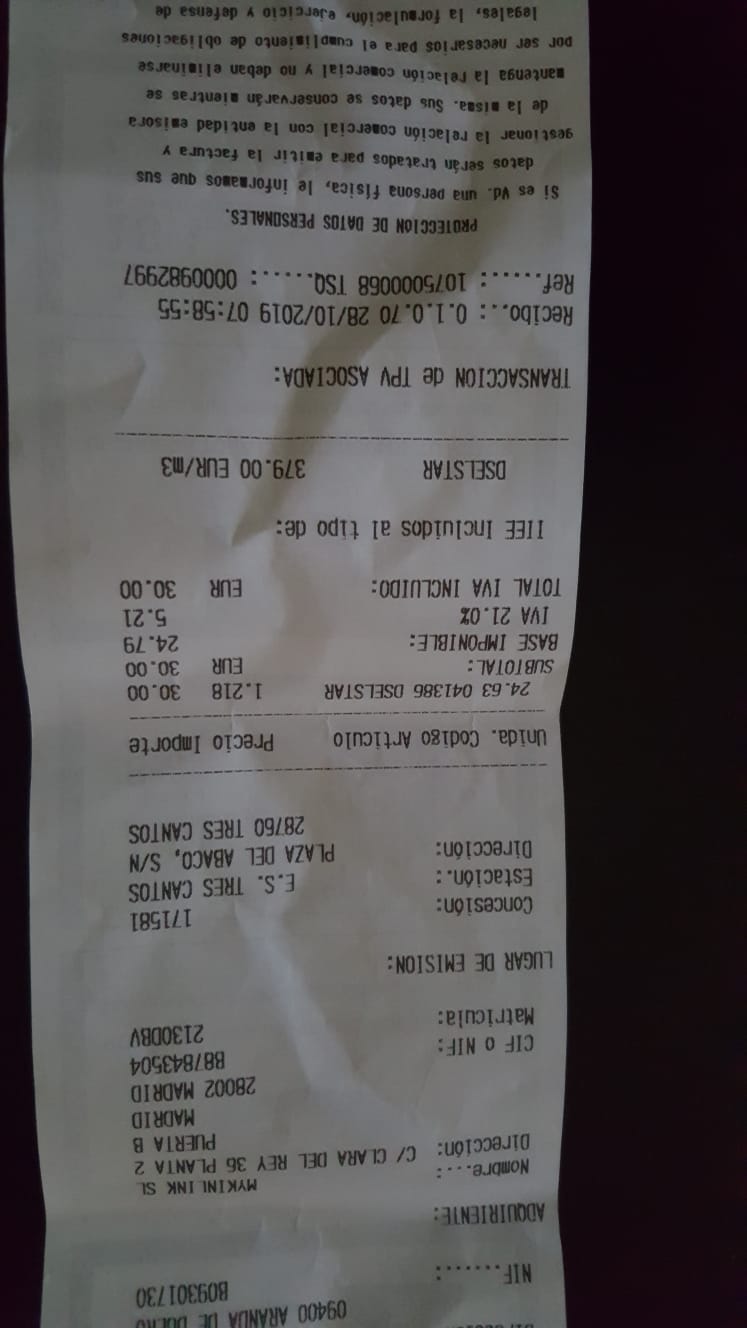 09400 ARANDA DE DUERO
NIF.......: B09301730
ADQUIRIENTE:
Nombre...: MYKINLINK SL
Dirección: C/ CLARA DEL REY 36 PLANTA 2
PUERTA B
MADRID
28002 MADRID
CIF o NIF: B87843504
Matricula: 2130DBV
LUGAR DE EMISION:
Concesión: 171581
Estación.: E.S. TRES CANTOS
Dirección: PLAZA DEL ABACO, S/N
28760 TRES CANTOS
Unida. Codigo Articulo Precio Importe
24.63 041386 DSELSTAR 1.218 30.00
SUBTOTAL: EUR 30.00
BASE IMPONIBLE: 24.79
IVA 21.0% 5.21
TOTAL IVA INCLUIDO: EUR 30.00
IIEE Incluidos al tipo de:
DSELSTAR 379.00 EUR/m3
TRANSACCION de TPV ASOCIADA:
Recibo..: 0.1.0.70 28/10/2019 07:58:55
Ref......: 107500068 TSQ......: 0000982997
PROTECCION DE DATOS PERSONALES.
Si es Vd. una persona física, le informamos que sus
datos serán tratados para emitir la factura y
gestionar la relación comercial con la entidad emisora
de la misma. Sus datos se conservarán mientras se
mantenga la relación comercial y no deban eliminarse
por ser necesarios para el cumplimiento de obligaciones
legales, la formulación, ejercicio y defensa de